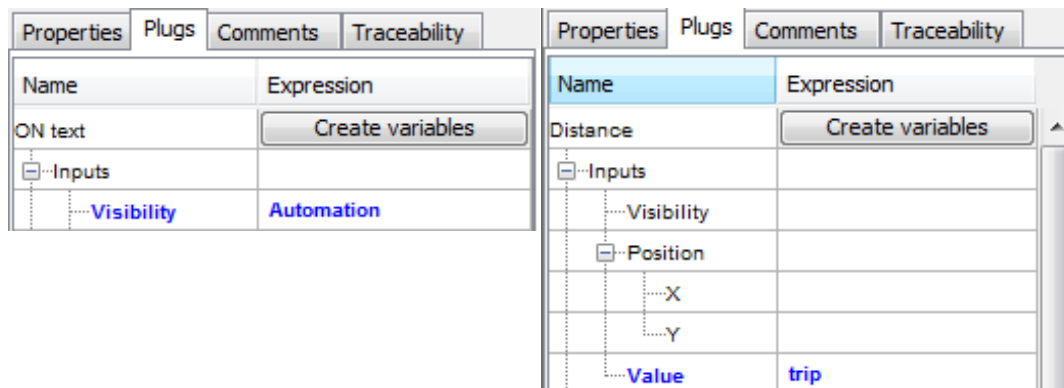 Properties Plugs Comments Traceability
Name Expression
ON text Create variables
Inputs
Visibility Automation
Properties Plugs Comments Traceability
Name Expression
Distance Create variables
Inputs
Visibility
Position
X
Y
Value trip